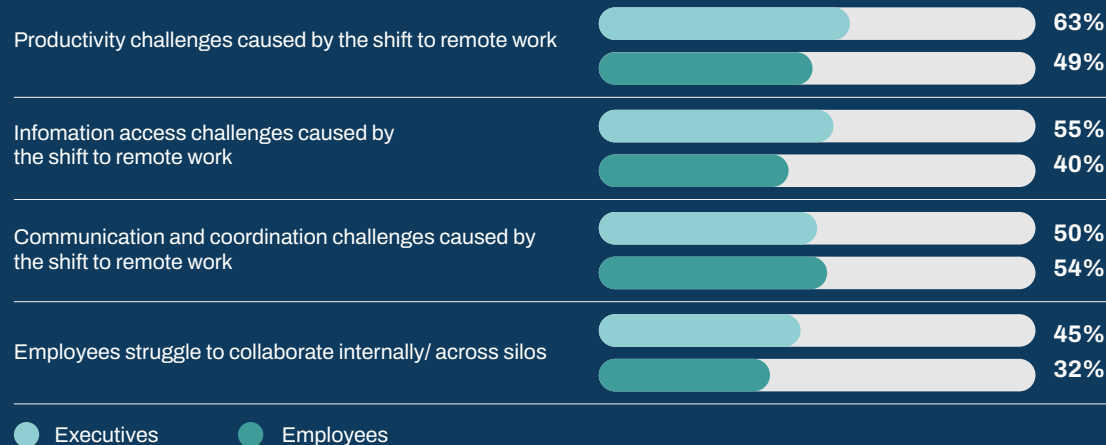 Productivity challenges caused by the shift to remote work
63%
49%
Infomation access challenges caused by
the shift to remote work
55%
40%
Communication and coordination challenges caused by
the shift to remote work
50%
54%
Employees struggle to collaborate internally/ across silos
45%
32%
Executives
Employees